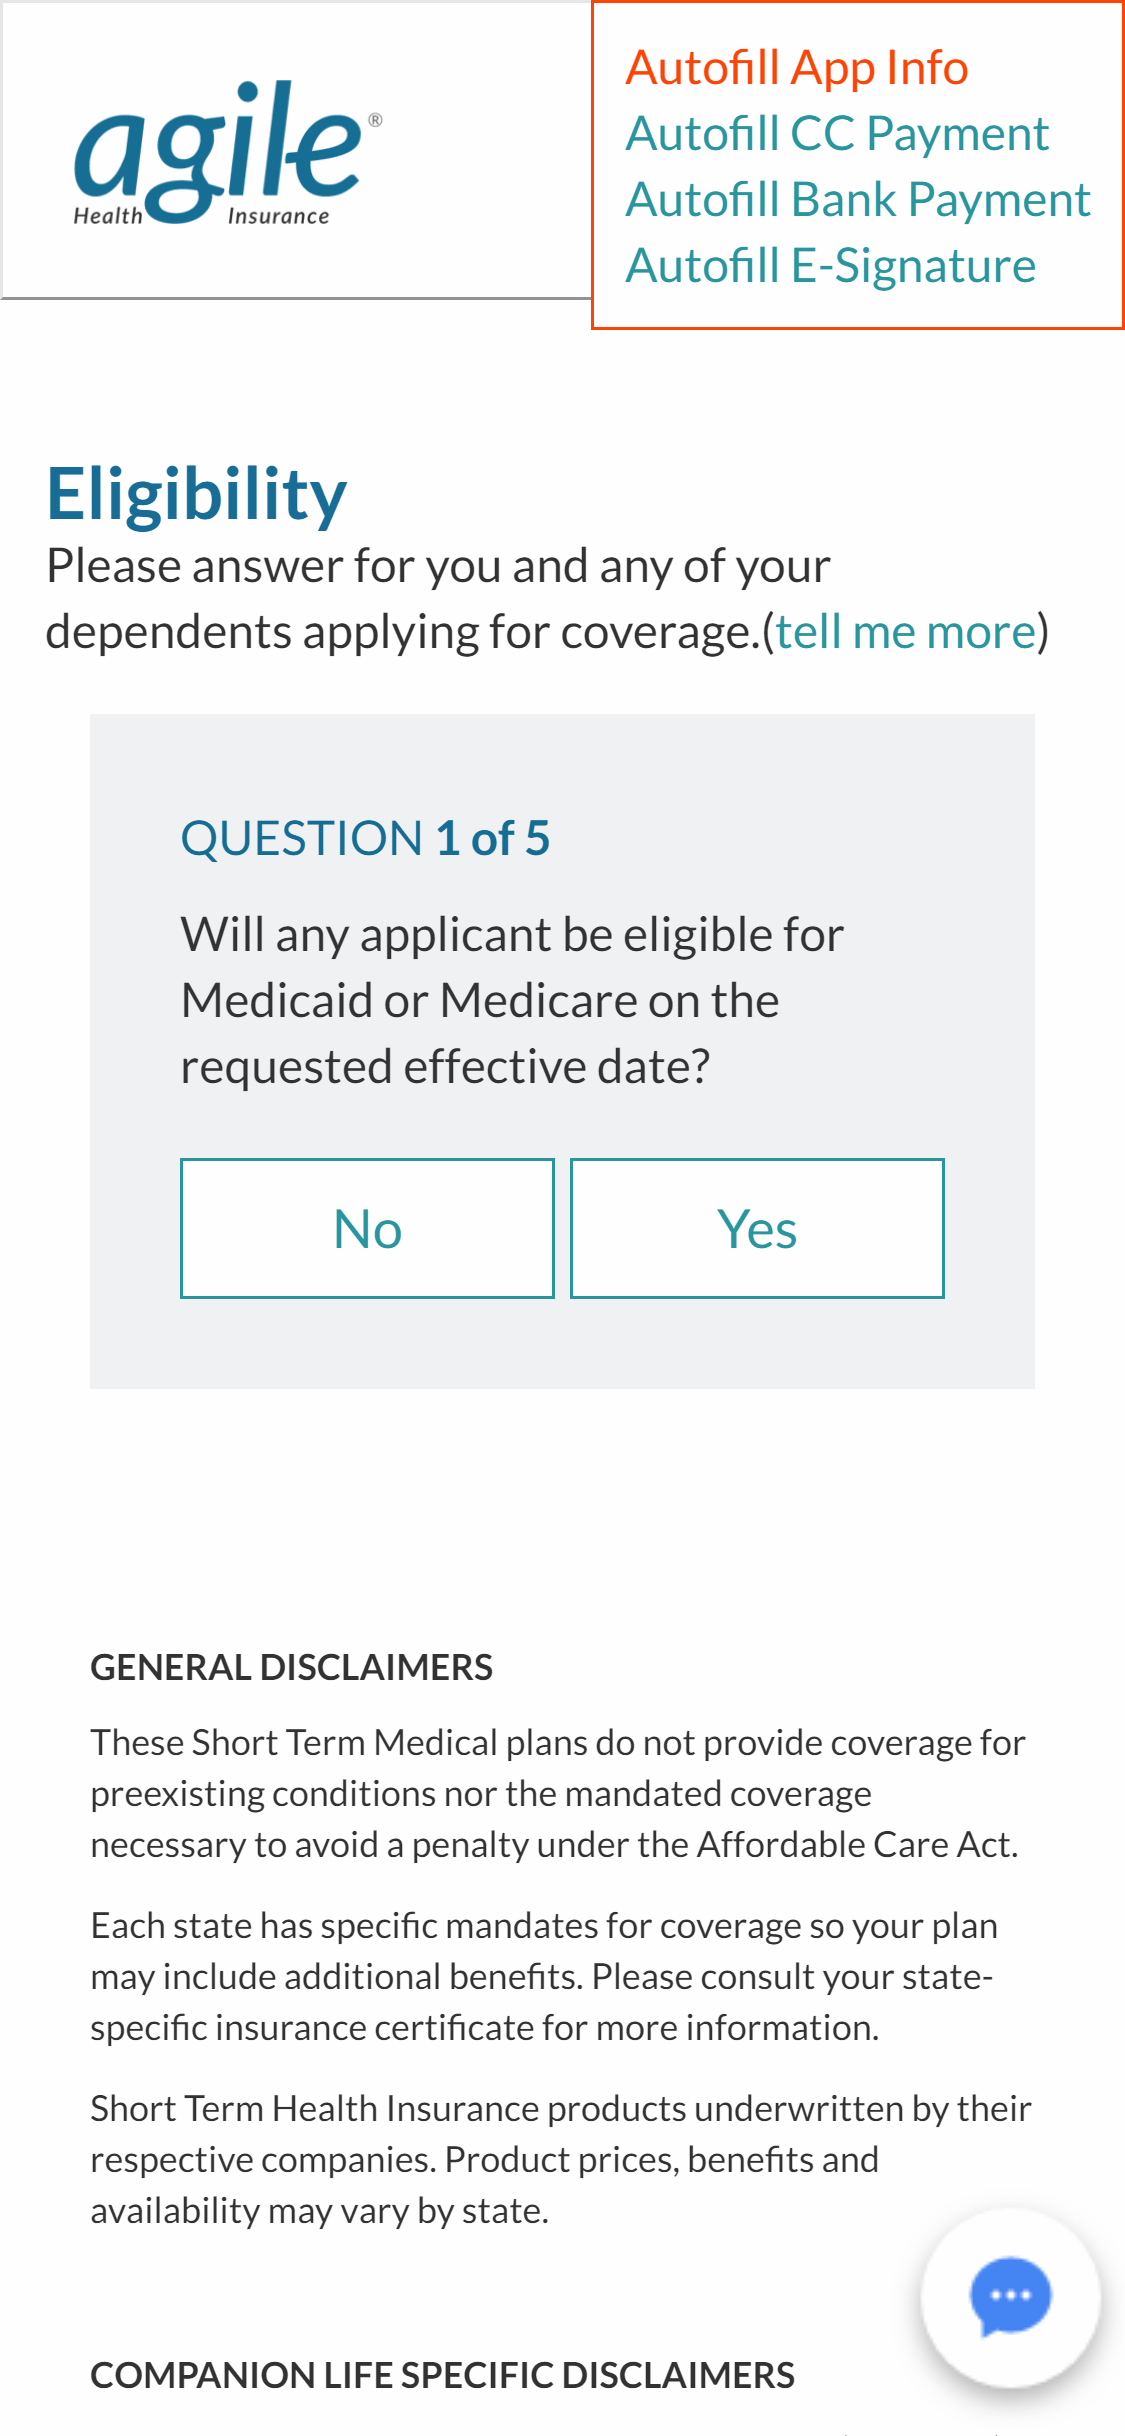 agile®
Health Insurance
Autofill App Info
Autofill CC Payment
Autofill Bank Payment
Autofill E-Signature
Eligibility
Please answer for you and any of your
dependents applying for coverage.(tell me more)
QUESTION 1 of 5
Will any applicant be eligible for
Medicaid or Medicare on the
requested effective date?
No
Yes
GENERAL DISCLAIMERS
These Short Term Medical plans do not provide coverage for
preexisting conditions nor the mandated coverage
necessary to avoid a penalty under the Affordable Care Act.
Each state has specific mandates for coverage so your plan
may include additional benefits. Please consult your state-
specific insurance certificate for more information.
Short Term Health Insurance products underwritten by their
respective companies. Product prices, benefits and
availability may vary by state.
COMPANION LIFE SPECIFIC DISCLAIMERS